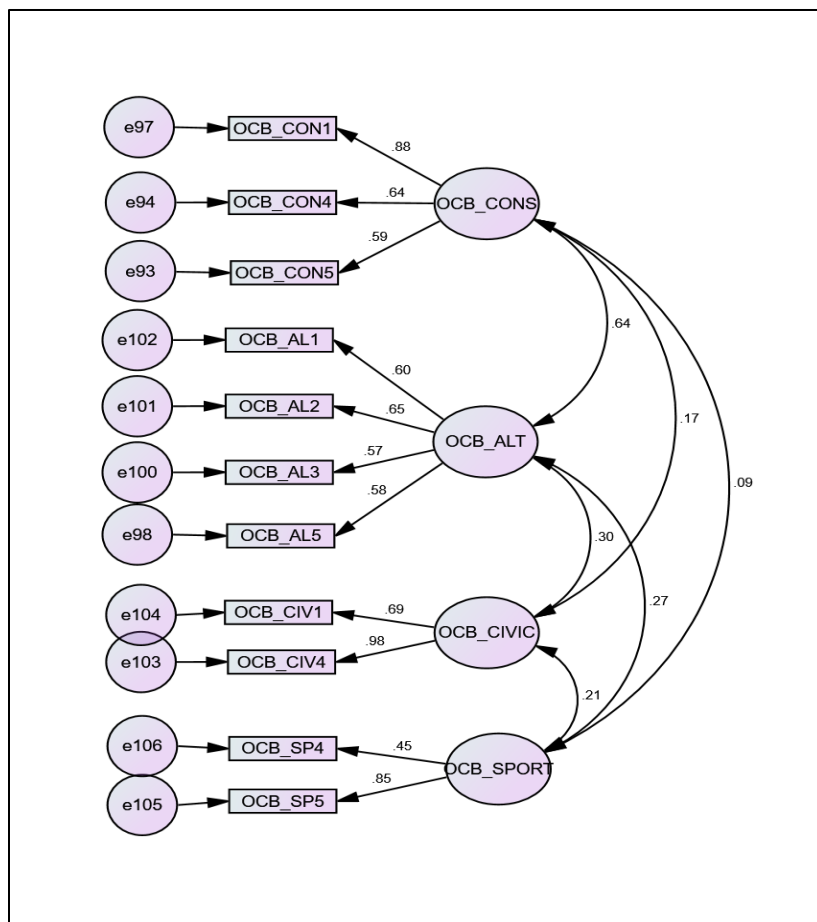 e97
OCB_CON1
.88
e94
OCB_CON4
.64
OCB_CONS
.59
e93
OCB_CON5
e102
OCB_AL1
.64
.60
e101
OCB_AL2
.65
.17
OCB_ALT
.57
e100
OCB_AL3
.09
.58
e98
OCB_AL5
.30
.27
e104
OCB_CIV1
.69
OCB_CIVIC
.98
e103
OCB_CIV4
.21
e106
OCB_SP4
.45
OCB_SPORT
.85
e105
OCB_SP5